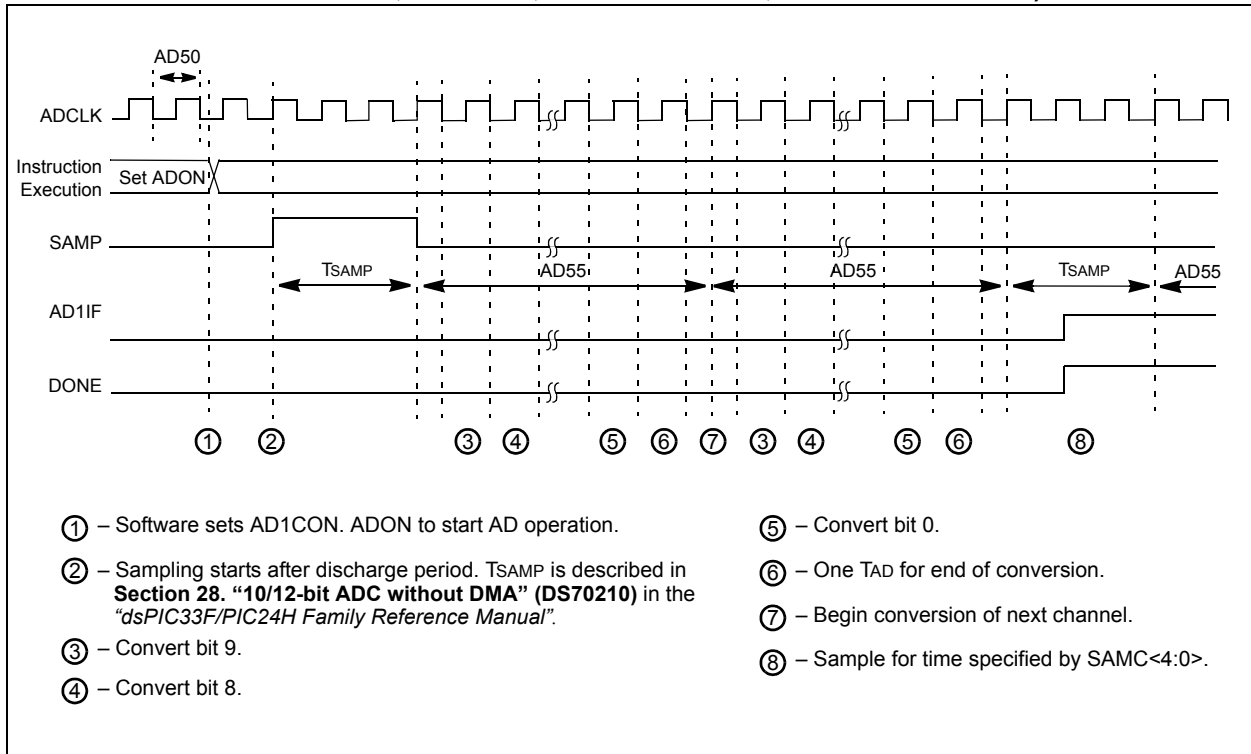 AD50
ADCLK
Instruction
Execution
Set ADON
SAMP
TSAMP
AD55
AD55
TSAMP
AD55
AD1IF
DONE
1 2 3 4 5 6 7 3 4 5 6 8
1 – Software sets AD1CON. ADON to start AD operation.
2 – Sampling starts after discharge period. TSAMP is described in
Section 28. “10/12-bit ADC without DMA” (DS70210) in the
“dsPIC33F/PIC24H Family Reference Manual”.
3 – Convert bit 9.
4 – Convert bit 8.
5 – Convert bit 0.
6 – One TAD for end of conversion.
7 – Begin conversion of next channel.
8 – Sample for time specified by SAMC<4:0>.